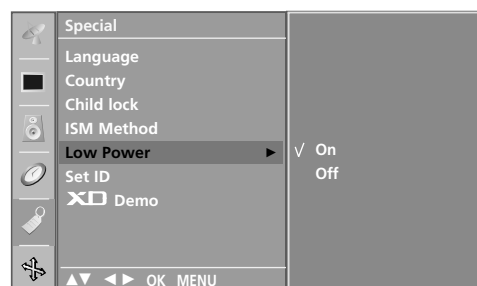 Special
Language
Country
Child lock
ISM Method
Low Power ► √ On
Set ID Off
XD Demo
▲▼ ◄► OK MENU